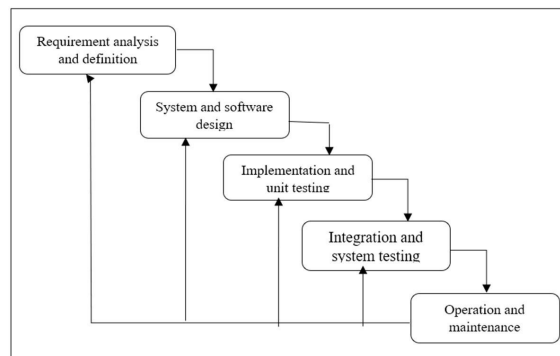 Requirement analysis
and definition
System and software
design
Implementation and
unit testing
Integration and
system testing
Operation and
maintenance